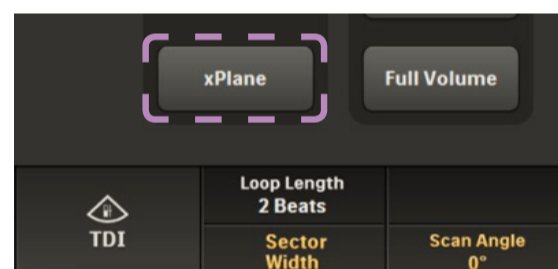 xPlane
Full Volume
Loop Length
2 Beats
TDI
Sector
Width
Scan Angle
0°